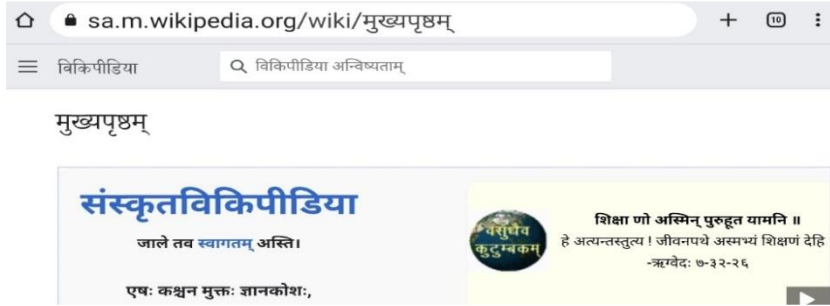 sa.m.wikipedia.org/wiki/मुख्यपृष्ठम्
10
विकिपीडिया
विकिपीडिया अन्विष्यताम्
मुख्यपृष्ठम्
संस्कृतविकिपीडिया
जाले तव स्वागतम् अस्ति।
एषः कश्चन मुक्तः ज्ञानकोशः,
वसुधैव
कुटुम्बकम्
शिक्षा णो अस्मिन् पुरुहूत यामनि ॥
हे अत्यन्तस्तुत्य ! जीवनपथे अस्मभ्यं शिक्षणं देहि
-ऋग्वेदः ७-३२-२६